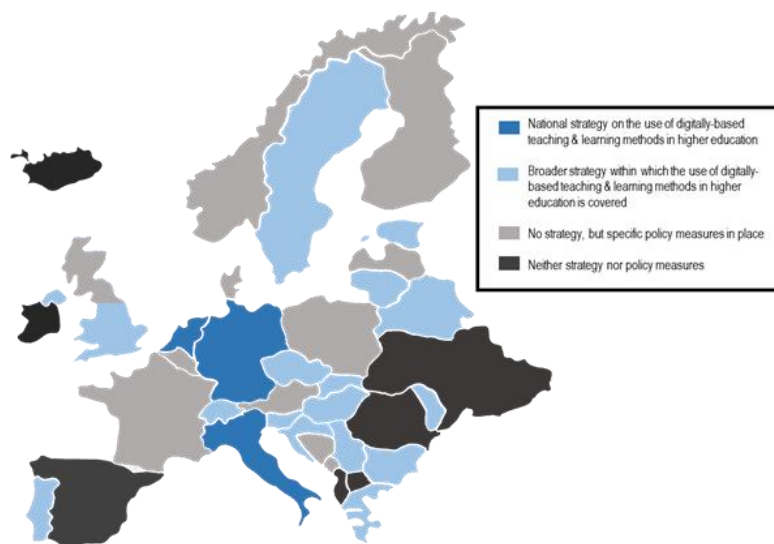 National strategy on the use of digitally-based
teaching & learning methods in higher education
Broader strategy within which the use of digitally-
based teaching & learning methods in higher
education is covered
No strategy, but specific policy measures in place
Neither strategy nor policy measures